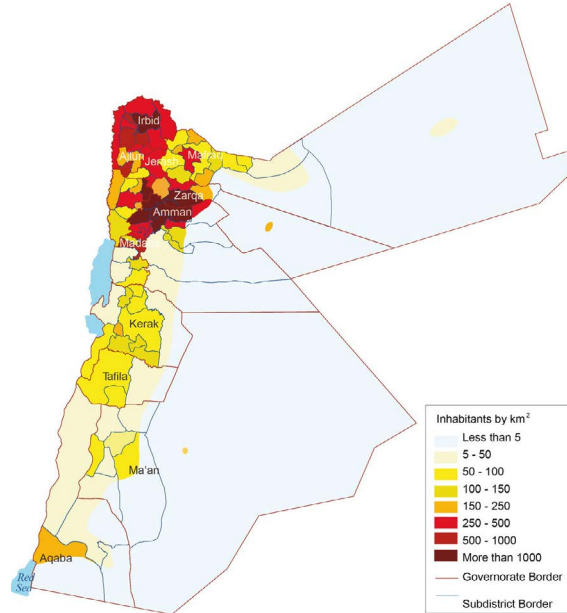 Irbid
Ajlun
Jerash
Mafraq
Zarqa
Amman
Madaba
Kerak
Tafila
Ma'an
Aqaba
Red
Sea
Inhabitants by km²
Less than 5
5 - 50
50 - 100
100 - 150
150 - 250
250 - 500
500 - 1000
More than 1000
Governorate Border
Subdistrict Border